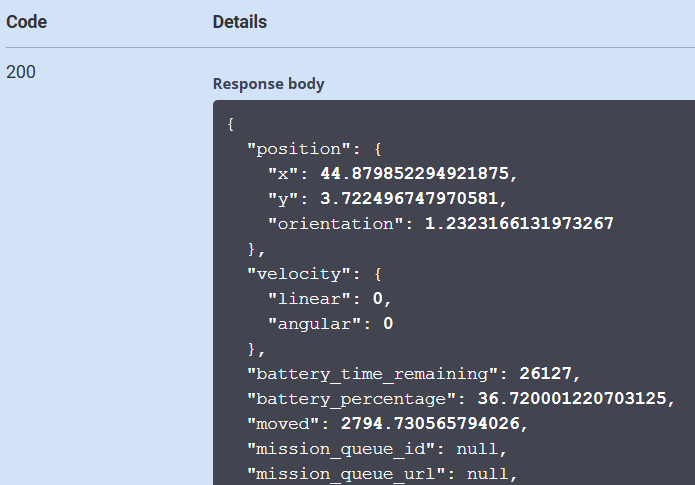 Code Details
200
Response body
{
"position": {
"x": 44.879852294921875,
"y": 3.722496747970581,
"orientation": 1.2323166131973267
},
"velocity": {
"linear": 0,
"angular": 0
},
"battery_time_remaining": 26127,
"battery_percentage": 36.720001220703125,
"moved": 2794.730565794026,
"mission_queue_id": null,
"mission_queue_url": null,